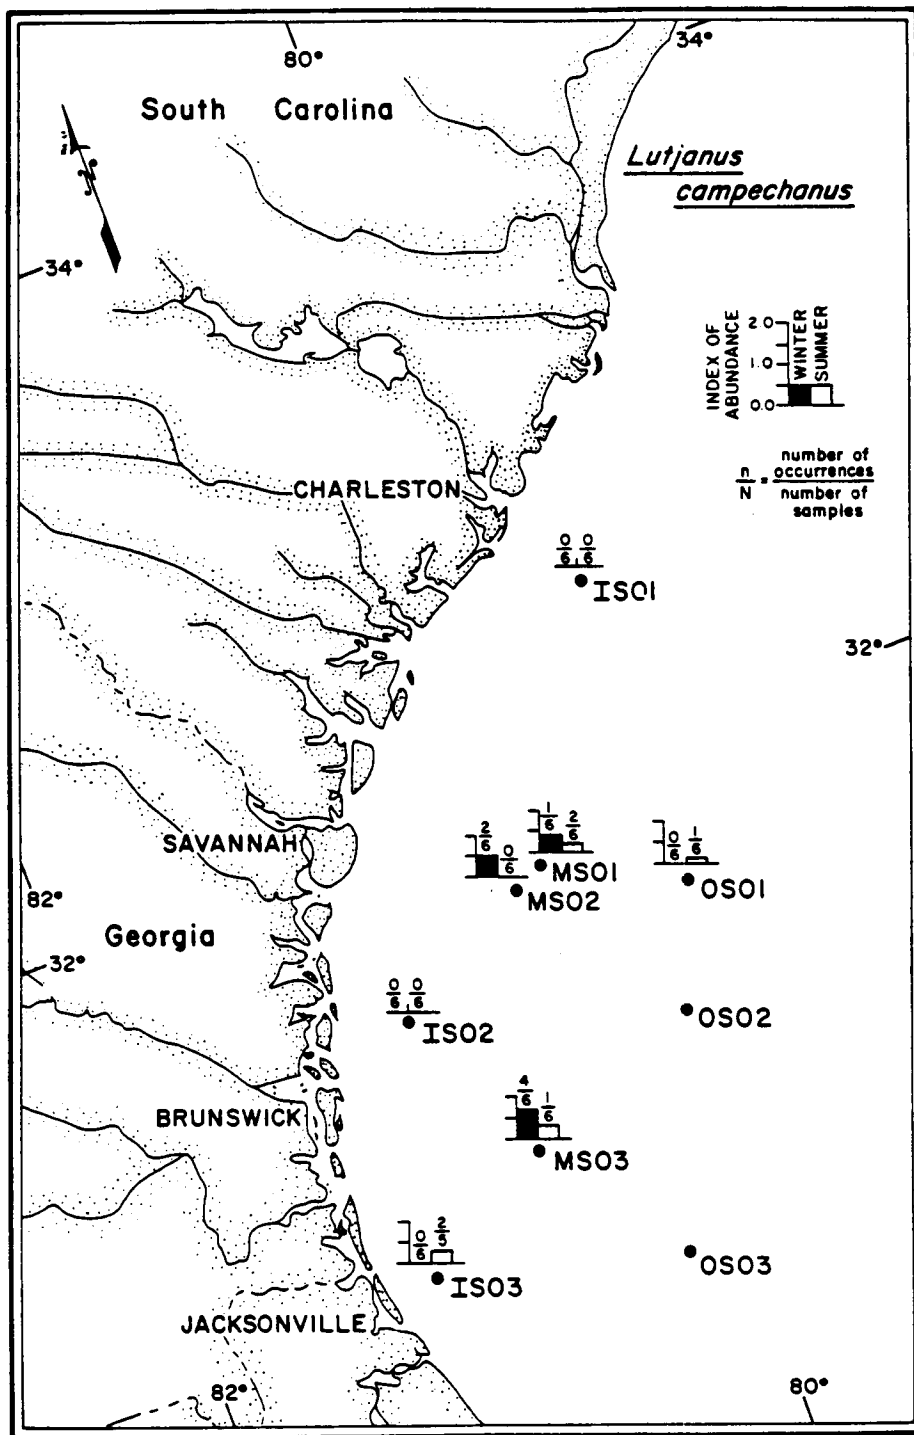 80°
34°
South Carolina
Lutjanus
campechanus
34°
INDEX OF
ABUNDANCE
2.0
1.0
0.0
WINTER
SUMMER
n/N = number of occurrences / number of samples
CHARLESTON
0/6 0/6
IS01
32°
SAVANNAH
2/6 0/6
MS02
1/6 2/6
MS01
0/6 1/6
OS01
82°
Georgia
32°
0/6 0/6
IS02
OS02
BRUNSWICK
4/6 1/6
MS03
0/6 2/5
IS03
OS03
JACKSONVILLE
82°
80°